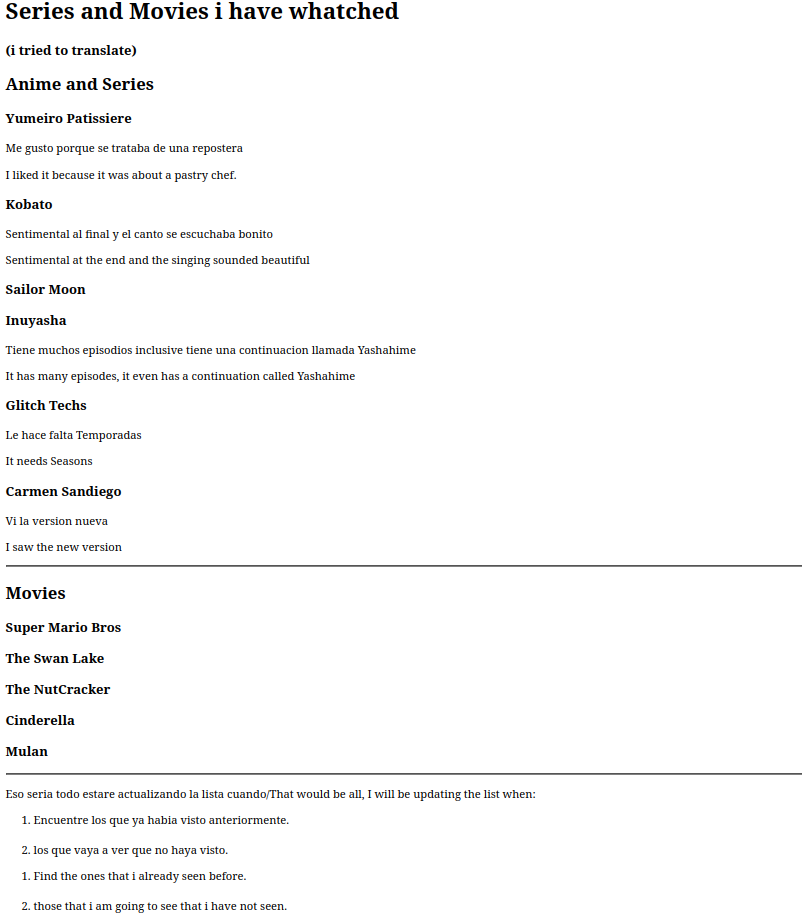 Series and Movies i have whatched
(i tried to translate)
Anime and Series
Yumeiro Patissiere
Me gusto porque se trataba de una repostera
I liked it because it was about a pastry chef.
Kobato
Sentimental al final y el canto se escuchaba bonito
Sentimental at the end and the singing sounded beautiful
Sailor Moon
Inuyasha
Tiene muchos episodios inclusive tiene una continuacion llamada Yashahime
It has many episodes, it even has a continuation called Yashahime
Glitch Techs
Le hace falta Temporadas
It needs Seasons
Carmen Sandiego
Vi la version nueva
I saw the new version
Movies
Super Mario Bros
The Swan Lake
The NutCracker
Cinderella
Mulan
Eso seria todo estare actualizando la lista cuando/That would be all, I will be updating the list when:
1. Encuentre los que ya habia visto anteriormente.
2. los que vaya a ver que no haya visto.
1. Find the ones that i already seen before.
2. those that i am going to see that i have not seen.